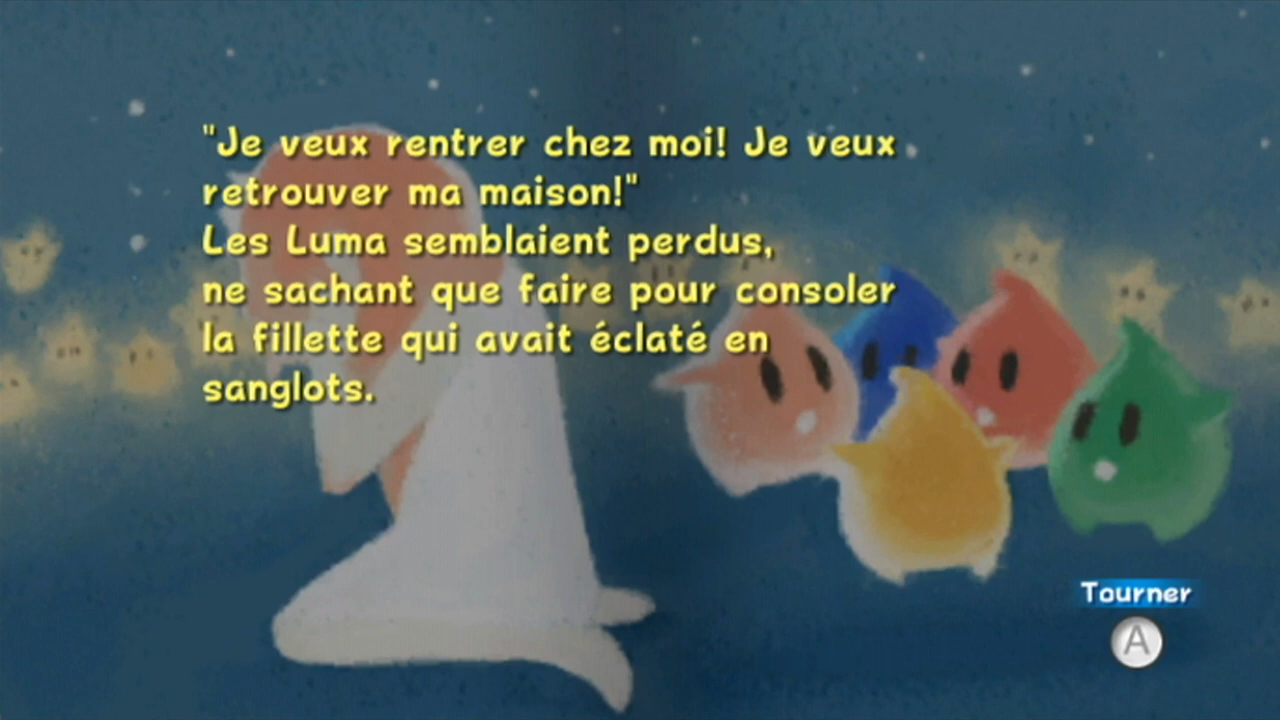 "Je veux rentrer chez moi! Je veux
retrouver ma maison!"
Les Luma semblaient perdus,
ne sachant que faire pour consoler
la fillette qui avait éclaté en
sanglots.
Tourner
A